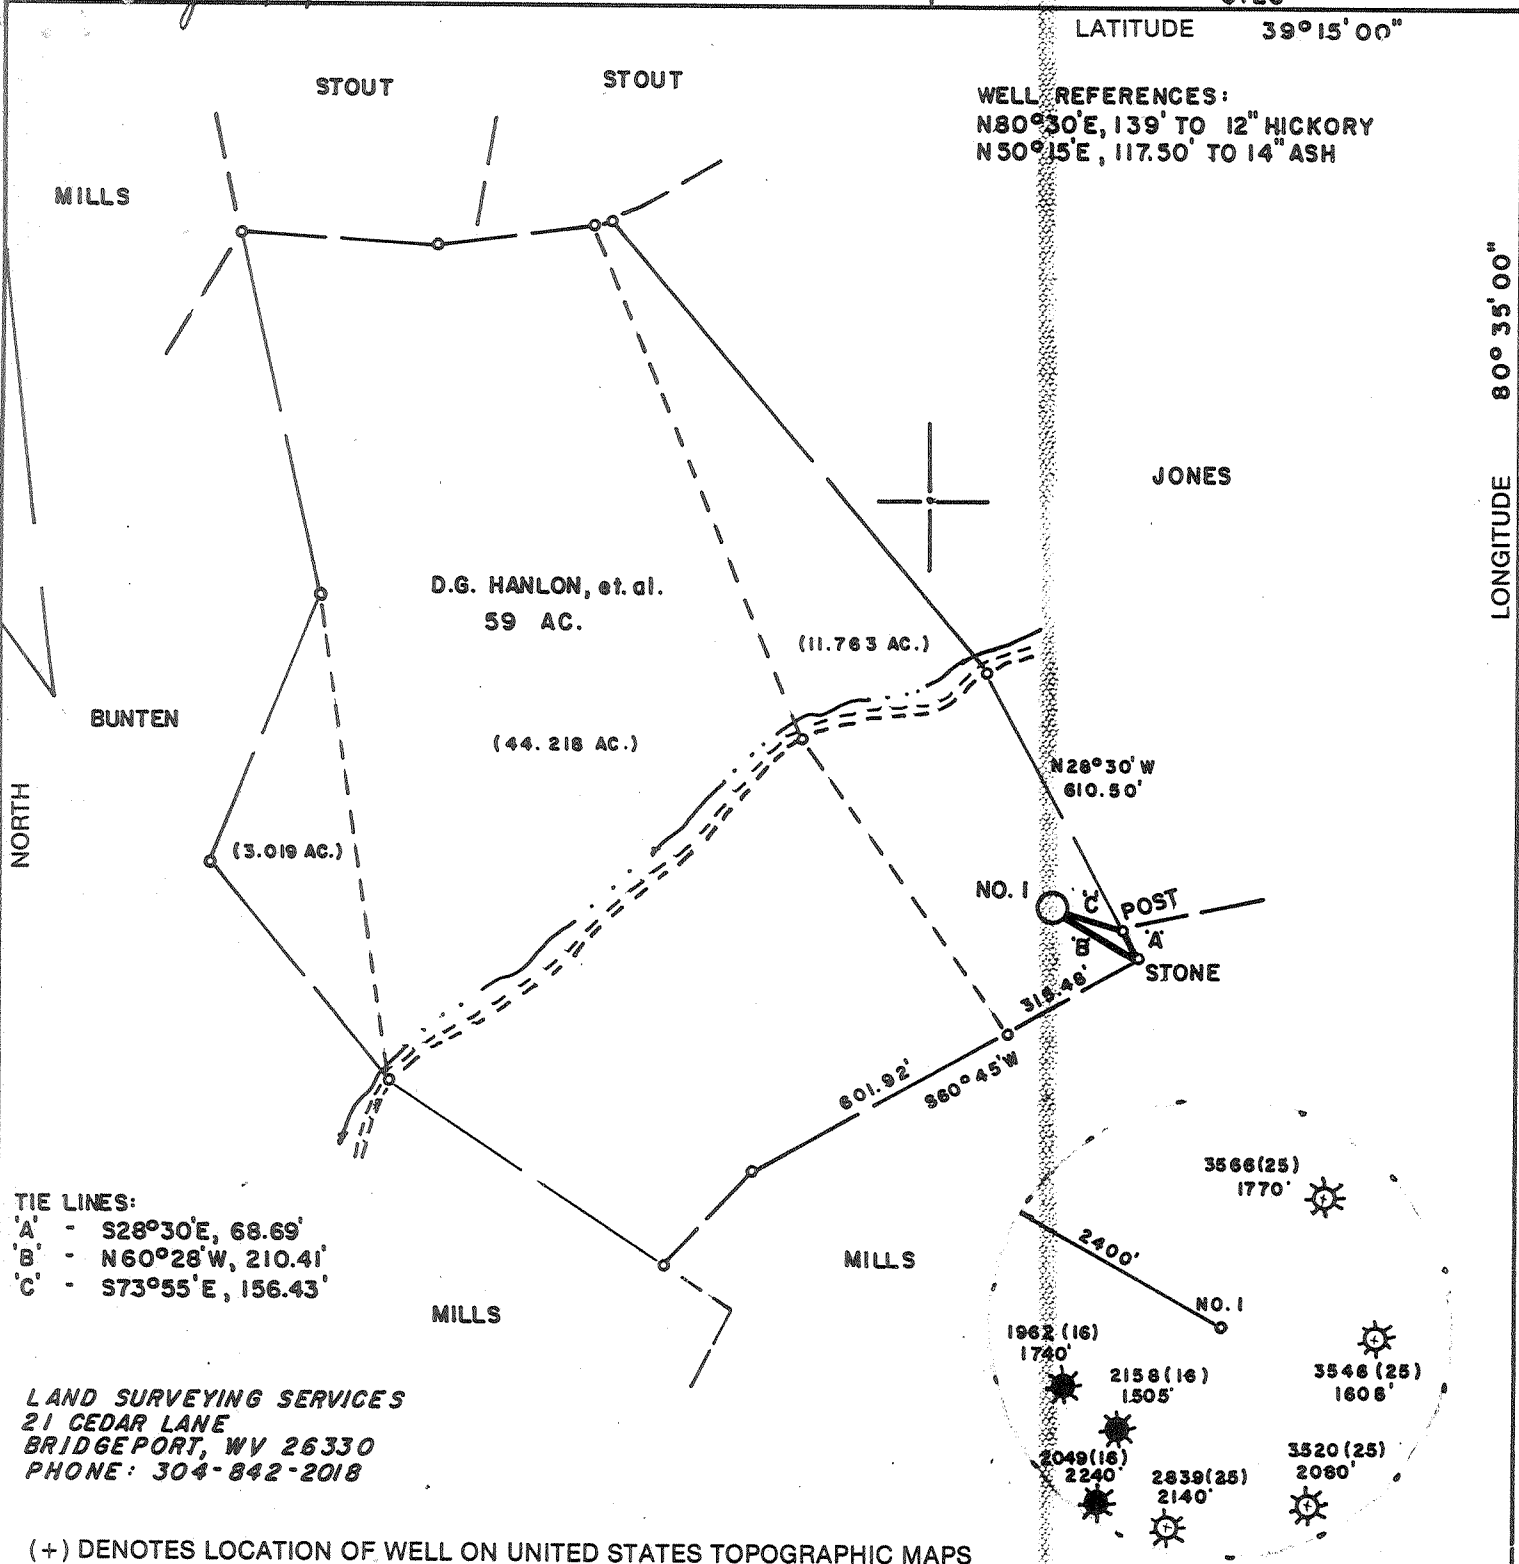 LATITUDE 39°15'00"
STOUT
STOUT
WELL REFERENCES:
N80°30'E, 139' TO 12" HICKORY
N50°15'E, 117.50' TO 14" ASH
MILLS
LONGITUDE 80°35'00"
JONES
D.G. HANLON, et. al.
59 AC.
(11.763 AC.)
BUNTEN
(44.218 AC.)
N28°30'W
610.50'
NORTH
(3.019 AC.)
NO. 1
'C'
POST
'B'
'A'
STONE
315.48'
601.92'
S60°45'W
3566(25)
1770'
TIE LINES:
'A' - S28°30'E, 68.69'
'B' - N60°28'W, 210.41'
'C' - S73°55'E, 156.43'
2400'
MILLS
MILLS
NO. 1
1962 (16)
1740'
2158(16)
1505'
3546 (25)
1606'
LAND SURVEYING SERVICES
21 CEDAR LANE
BRIDGEPORT, WV 26330
PHONE: 304-842-2018
2049(16)
2240'
2839(25)
2140'
3520(25)
2080'
(+) DENOTES LOCATION OF WELL ON UNITED STATES TOPOGRAPHIC MAPS